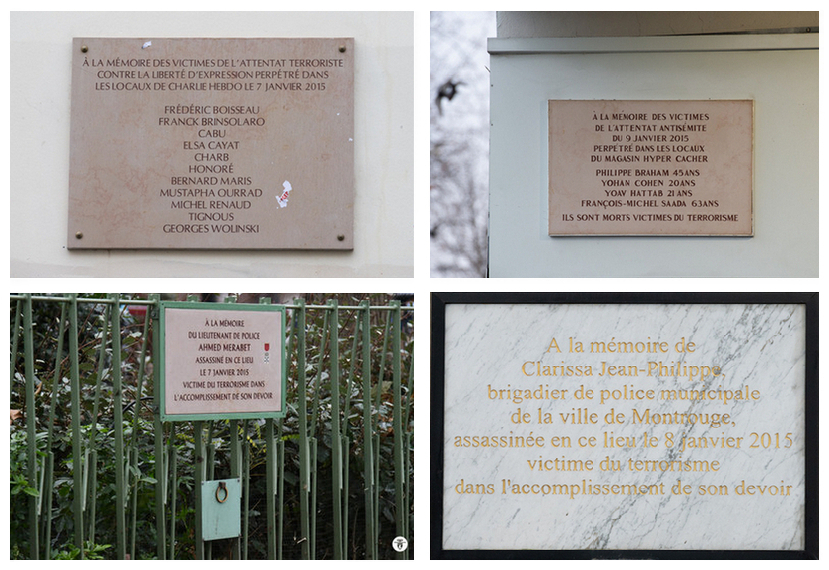 À LA MÉMOIRE DES VICTIMES DE L'ATTENTAT TERRORISTE
CONTRE LA LIBERTÉ D'EXPRESSION PERPÉTRÉ DANS
LES LOCAUX DE CHARLIE HEBDO LE 7 JANVIER 2015
FRÉDÉRIC BOISSEAU
FRANCK BRINSOLARO
CABU
ELSA CAYAT
CHARB
HONORÉ
BERNARD MARIS
MUSTAPHA OURRAD
MICHEL RENAUD
TIGNOUS
GEORGES WOLINSKI
À LA MÉMOIRE DES VICTIMES
DE L'ATTENTAT ANTISÉMITE
DU 9 JANVIER 2015
PERPÉTRÉ DANS LES LOCAUX
DU MAGASIN HYPER CACHER
PHILIPPE BRAHAM 45 ANS
YOHAN COHEN 20 ANS
YOAV HATTAB 21 ANS
FRANÇOIS-MICHEL SAADA 63 ANS
ILS SONT MORTS VICTIMES DU TERRORISME
À LA MÉMOIRE
DU LIEUTENANT DE POLICE
AHMED MERABET
ASSASSINÉ EN CE LIEU
LE 7 JANVIER 2015
VICTIME DU TERRORISME DANS
L'ACCOMPLISSEMENT DE SON DEVOIR
A la mémoire de
Clarissa Jean-Philippe,
brigadier de police municipale
de la ville de Montrouge,
assassinée en ce lieu le 8 janvier 2015
victime du terrorisme
dans l'accomplissement de son devoir